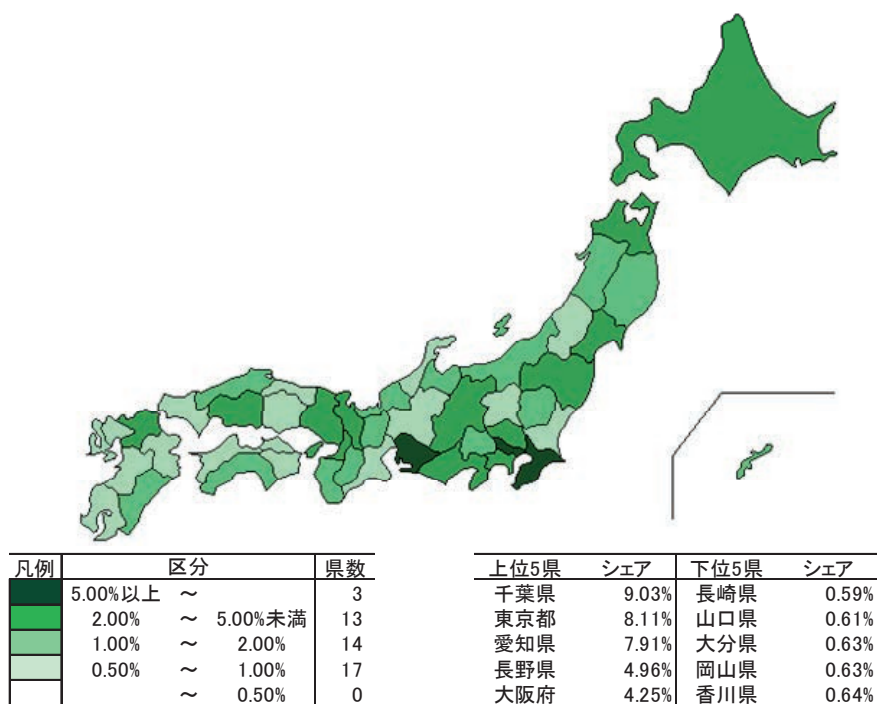 凡例 区分 県数
5.00%以上 ～ 3
2.00% ～ 5.00%未満 13
1.00% ～ 2.00% 14
0.50% ～ 1.00% 17
～ 0.50% 0
上位5県 シェア 下位5県 シェア
千葉県 9.03% 長崎県 0.59%
東京都 8.11% 山口県 0.61%
愛知県 7.91% 大分県 0.63%
長野県 4.96% 岡山県 0.63%
大阪府 4.25% 香川県 0.64%